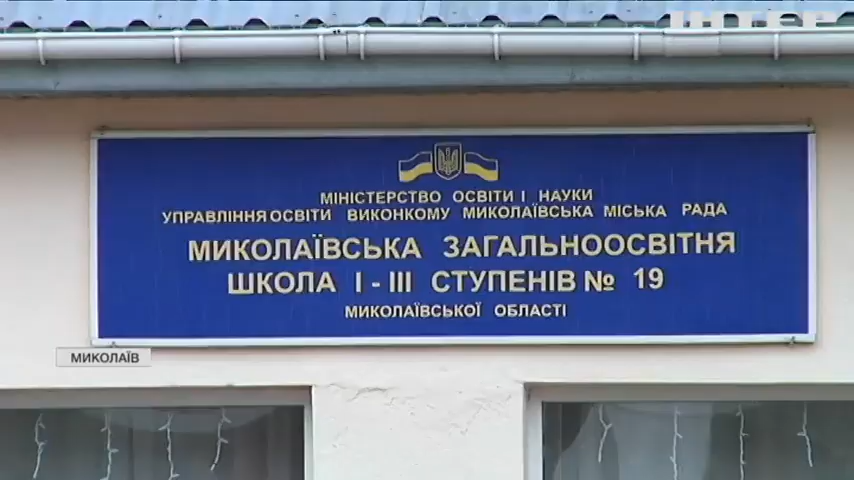 ІНТЕР
МІНІСТЕРСТВО ОСВІТИ І НАУКИ
УПРАВЛІННЯ ОСВІТИ ВИКОНКОМУ МИКОЛАЇВСЬКА МІСЬКА РАДА
МИКОЛАЇВСЬКА ЗАГАЛЬНООСВІТНЯ
ШКОЛА І - ІІІ СТУПЕНІВ № 19
МИКОЛАЇВСЬКОЇ ОБЛАСТІ
МИКОЛАЇВ